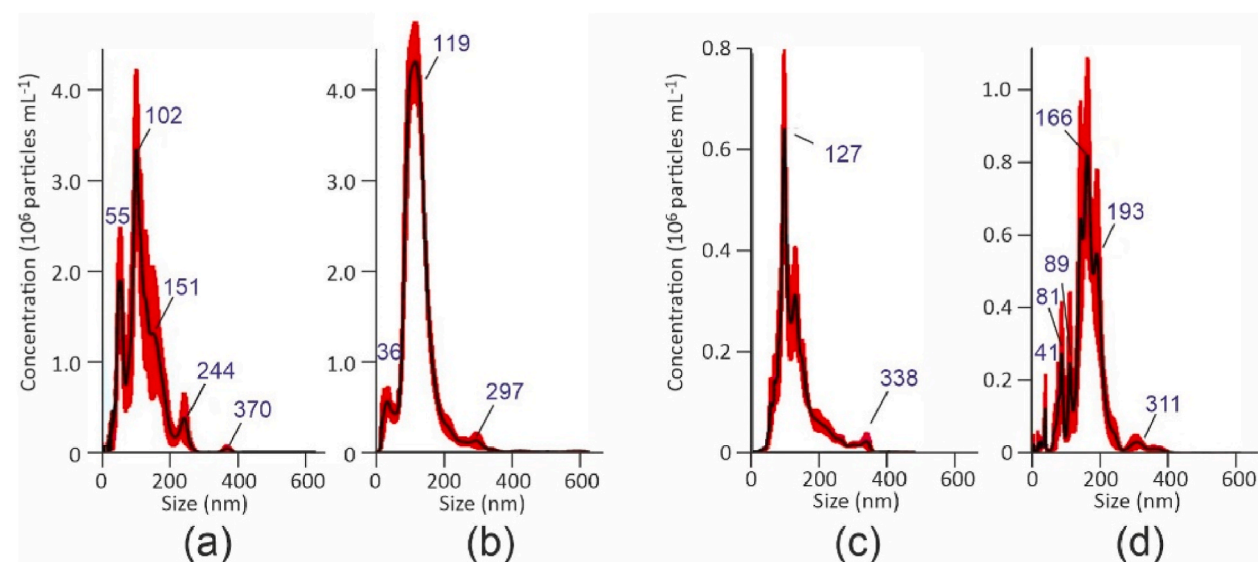 Concentration (10⁶ particles mL⁻¹)
4.0
3.0
2.0
1.0
0
55
102
151
244
370
0 200 400 600
Size (nm)
(a)
4.0
3.0
2.0
1.0
0
119
36
297
0 200 400 600
Size (nm)
(b)
Concentration (10⁶ particles mL⁻¹)
0.8
0.6
0.4
0.2
0
127
338
0 200 400 600
Size (nm)
(c)
1.0
0.8
0.6
0.4
0.2
0
166
193
89
81
41
311
0 200 400 600
Size (nm)
(d)